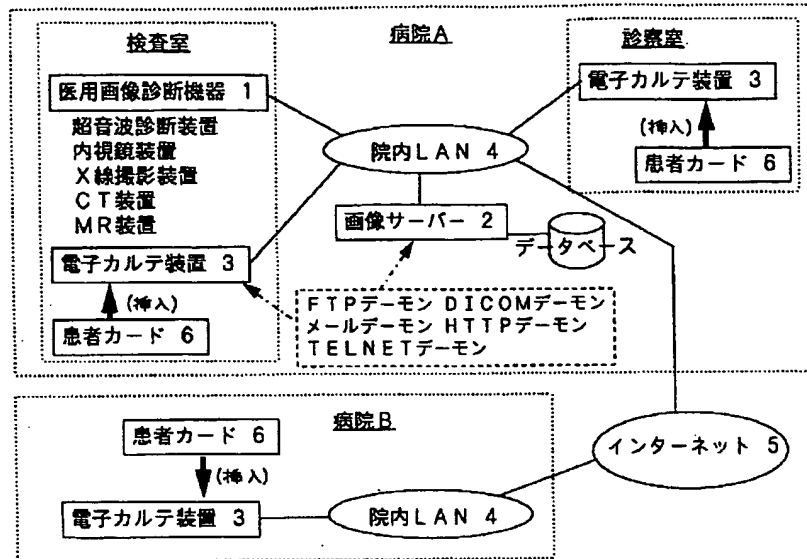 病院A
検査室
医用画像診断機器 1
超音波診断装置
内視鏡装置
X線撮影装置
CT装置
MR装置
電子カルテ装置 3
(挿入)
患者カード 6
院内LAN 4
画像サーバー 2
データベース
FTPデーモン DICOMデーモン
メールデーモン HTTPデーモン
TELNETデーモン
診察室
電子カルテ装置 3
(挿入)
患者カード 6
病院B
患者カード 6
(挿入)
電子カルテ装置 3
院内LAN 4
インターネット 5